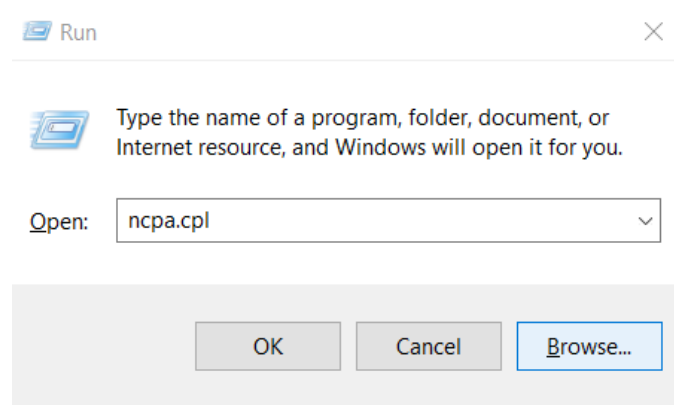 Run
Type the name of a program, folder, document, or
Internet resource, and Windows will open it for you.
Open: ncpa.cpl
OK Cancel Browse...